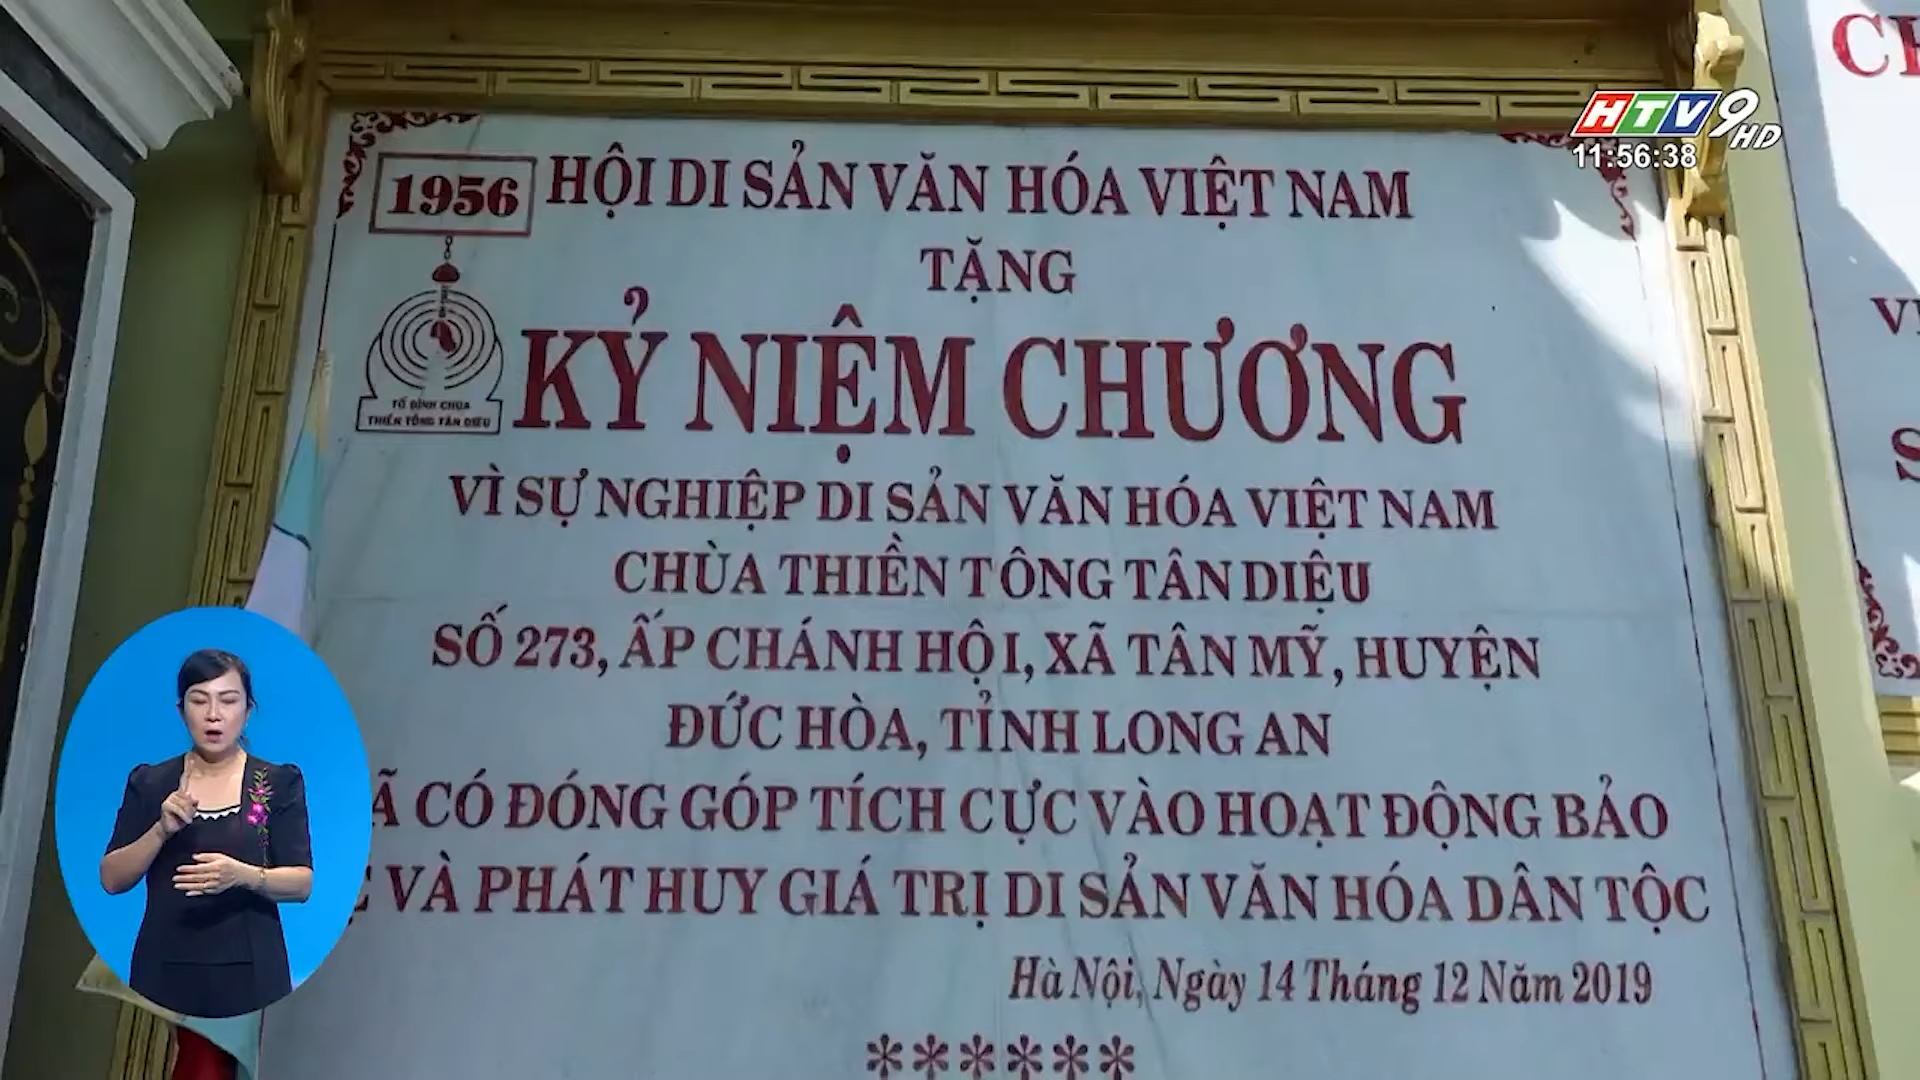 HTV9 HD
11:56:38
1956
HỘI DI SẢN VĂN HÓA VIỆT NAM
TẶNG
KỶ NIỆM CHƯƠNG
TỔ ĐÌNH CHÙA
THIỀN TÔNG TÂN DIỆU
VÌ SỰ NGHIỆP DI SẢN VĂN HÓA VIỆT NAM
CHÙA THIỀN TÔNG TÂN DIỆU
SỐ 273, ẤP CHÁNH HỘI, XÃ TÂN MỸ, HUYỆN
ĐỨC HÒA, TỈNH LONG AN
Ã CÓ ĐÓNG GÓP TÍCH CỰC VÀO HOẠT ĐỘNG BẢO
VÀ PHÁT HUY GIÁ TRỊ DI SẢN VĂN HÓA DÂN TỘC
Hà Nội, Ngày 14 Tháng 12 Năm 2019
******